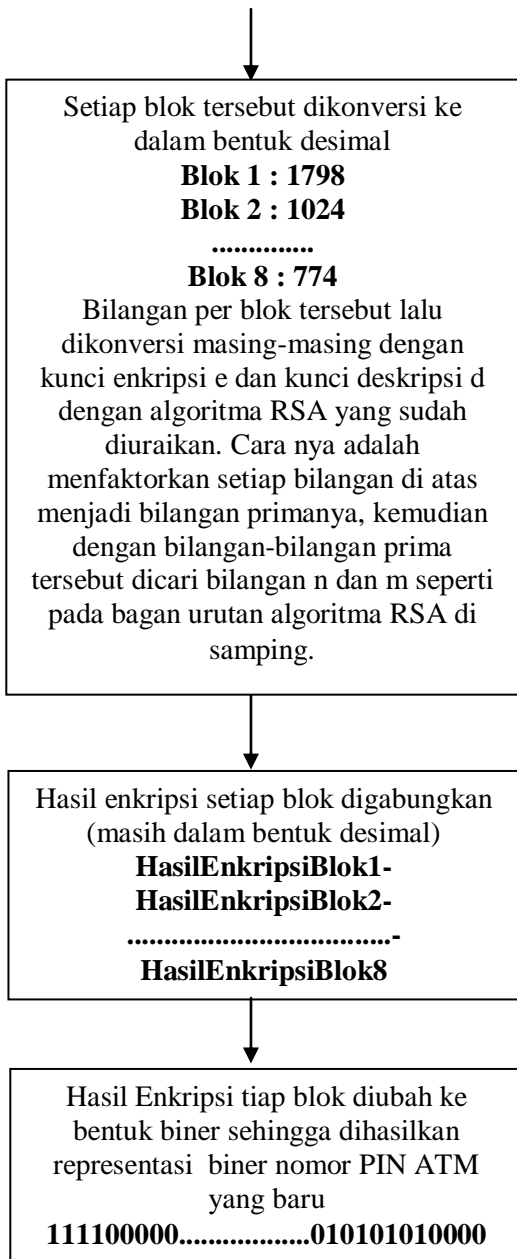 Setiap blok tersebut dikonversi ke
dalam bentuk desimal
Blok 1 : 1798
Blok 2 : 1024
..............
Blok 8 : 774
Bilangan per blok tersebut lalu
dikonversi masing-masing dengan
kunci enkripsi e dan kunci deskripsi d
dengan algoritma RSA yang sudah
diuraikan. Cara nya adalah
menfaktorkan setiap bilangan di atas
menjadi bilangan primanya, kemudian
dengan bilangan-bilangan prima
tersebut dicari bilangan n dan m seperti
pada bagan urutan algoritma RSA di
samping.
Hasil enkripsi setiap blok digabungkan
(masih dalam bentuk desimal)
HasilEnkripsiBlok1-
HasilEnkripsiBlok2-
....................................-
HasilEnkripsiBlok8
Hasil Enkripsi tiap blok diubah ke
bentuk biner sehingga dihasilkan
representasi biner nomor PIN ATM
yang baru
111100000..................010101010000